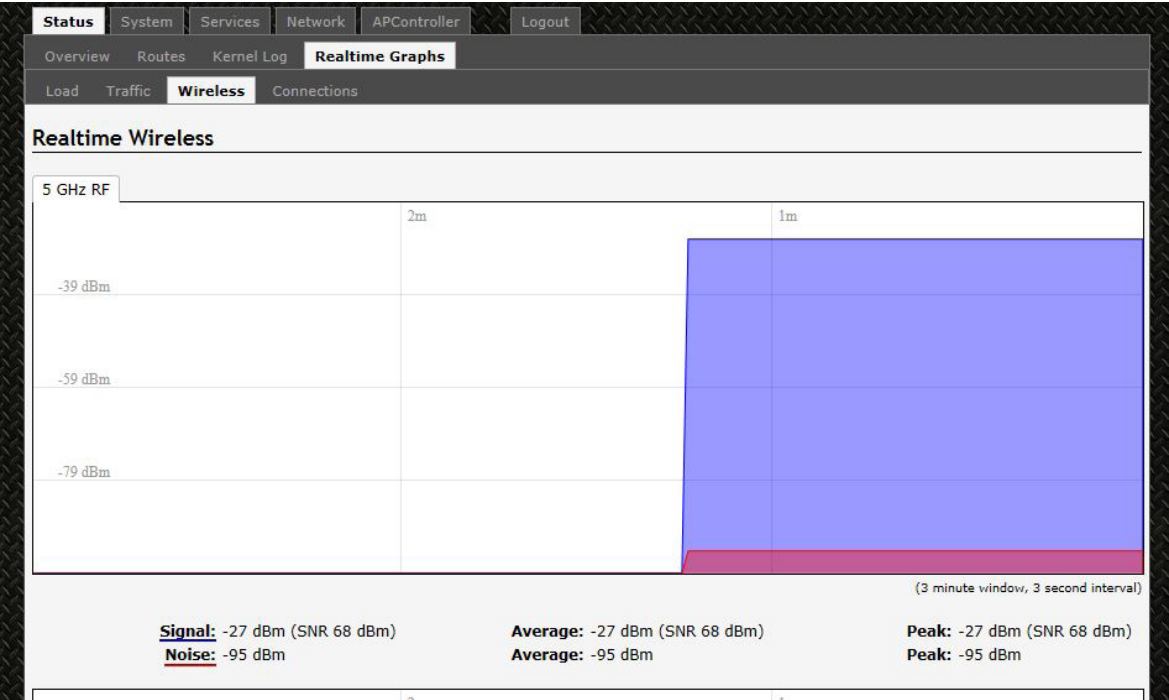 Status System Services Network APController Logout
Overview Routes Kernel Log Realtime Graphs
Load Traffic Wireless Connections
Realtime Wireless
5 GHz RF
2m 1m
-39 dBm
-59 dBm
-79 dBm
(3 minute window, 3 second interval)
Signal: -27 dBm (SNR 68 dBm) Average: -27 dBm (SNR 68 dBm) Peak: -27 dBm (SNR 68 dBm)
Noise: -95 dBm Average: -95 dBm Peak: -95 dBm